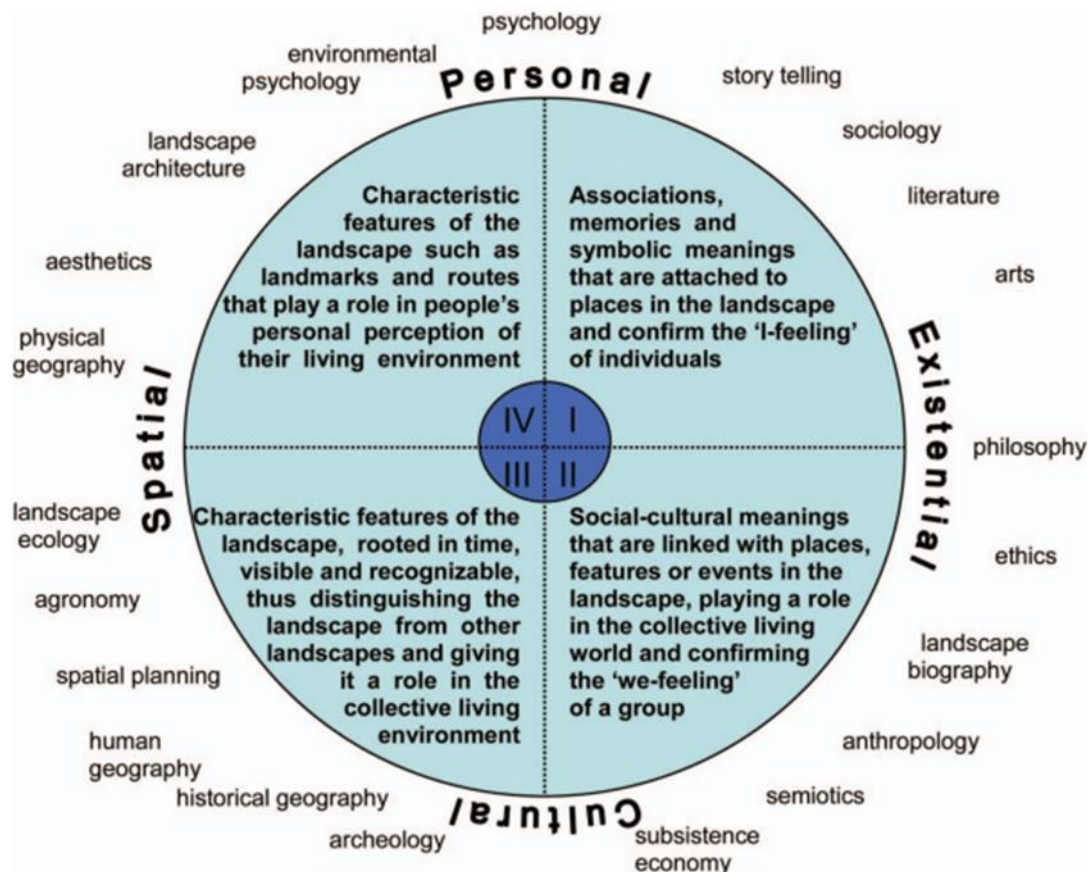 psychology
environmental
psychology
Personal
story telling
sociology
landscape
architecture
literature
aesthetics
arts
physical
geography
Spatial
Existential
philosophy
landscape
ecology
ethics
agronomy
landscape
biography
spatial planning
anthropology
human
geography
semiotics
historical geography
archeology
Cultural
subsistence
economy
Characteristic
features of the
landscape such as
landmarks and routes
that play a role in people's
personal perception of
their living environment
Associations,
memories and
symbolic meanings
that are attached to
places in the landscape
and confirm the 'I-feeling'
of individuals
IV I
III II
Characteristic features of the
landscape, rooted in time,
visible and recognizable,
thus distinguishing the
landscape from other
landscapes and giving
it a role in the
collective living
environment
Social-cultural meanings
that are linked with places,
features or events in the
landscape, playing a role
in the collective living
world and confirming
the 'we-feeling'
of a group